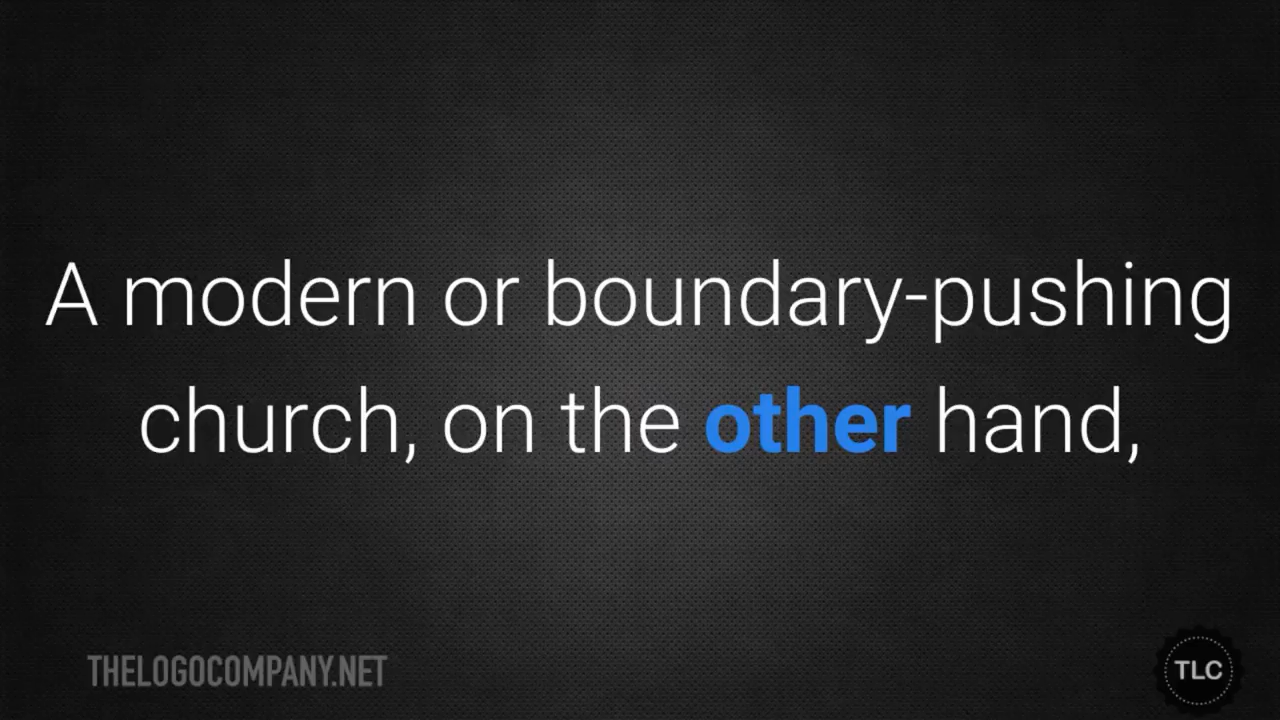 A modern or boundary-pushing
church, on the other hand,
THELOGOCOMPANY.NET
TLC